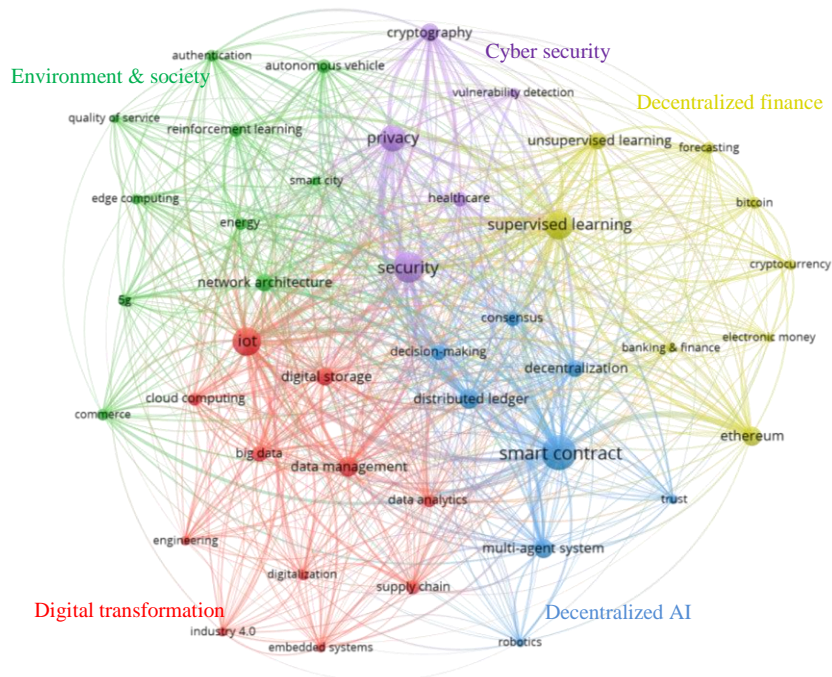 cryptography
Cyber security
authentication
autonomous vehicle
Environment & society
vulnerability detection
Decentralized finance
quality of service
reinforcement learning
privacy
unsupervised learning
forecasting
smart city
edge computing
healthcare
bitcoin
energy
supervised learning
security
cryptocurrency
network architecture
5g
consensus
iot
electronic money
decision-making
banking & finance
digital storage
decentralization
cloud computing
distributed ledger
commerce
ethereum
big data
smart contract
data management
data analytics
trust
engineering
multi-agent system
digitalization
supply chain
Digital transformation
Decentralized AI
industry 4.0
embedded systems
robotics